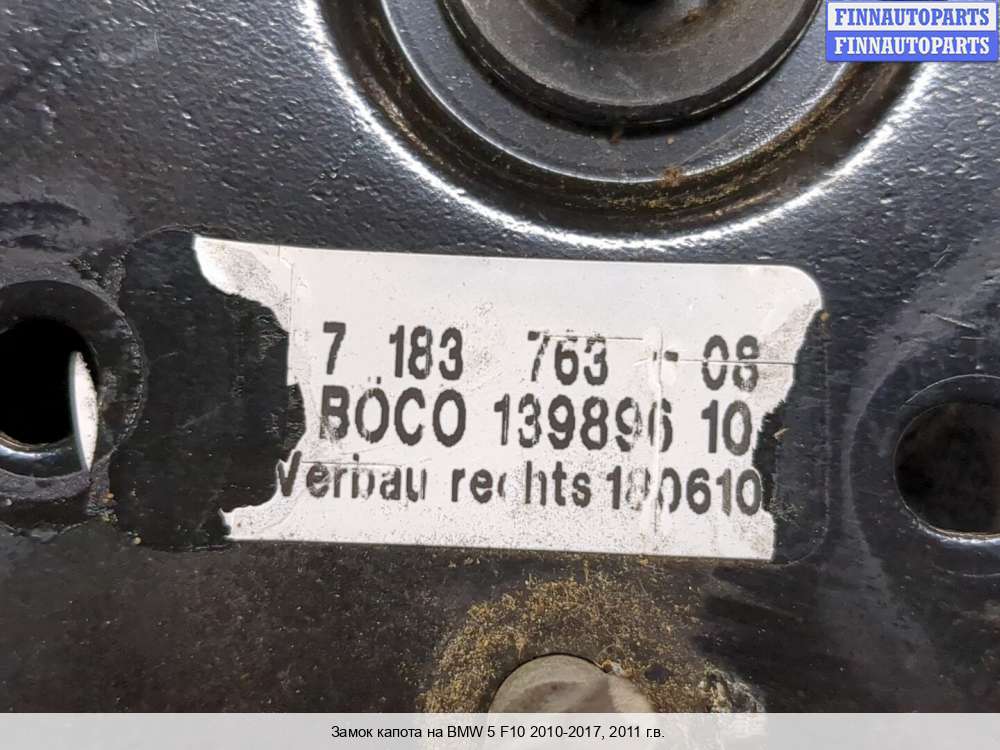 FINNAUTOPARTS
FINNAUTOPARTS
7 183 763 - 08
BÖCO 139896 10
Verbau rechts 180610
Замок капота на BMW 5 F10 2010-2017, 2011 г.в.